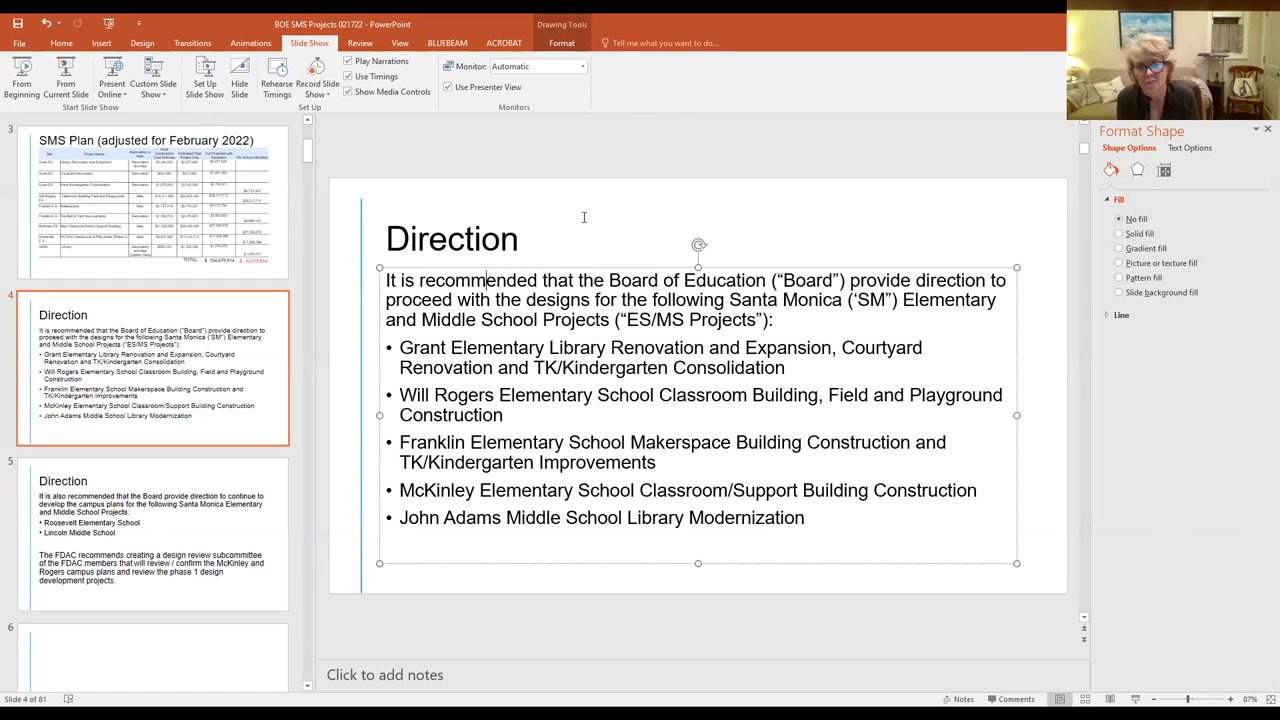 BOE SMS Projects 021722 - PowerPoint
Drawing Tools
File Home Insert Design Transitions Animations Slide Show Review View BLUEBEAM ACROBAT Format Tell me what you want to do...
From Beginning
From Current Slide
Present Online
Custom Slide Show
Set Up Slide Show
Hide Slide
Rehearse Timings
Record Slide Show
Play Narrations
Use Timings
Show Media Controls
Monitor: Automatic
Use Presenter View
Start Slide Show
Set Up
Monitors
3
SMS Plan (adjusted for February 2022)
TOTAL $ 104,679,814
4
Direction
It is recommended that the Board of Education ("Board") provide direction to
proceed with the designs for the following Santa Monica ("SM") Elementary
and Middle School Projects ("ES/MS Projects"):
• Grant Elementary Library Renovation and Expansion, Courtyard
Renovation and TK/Kindergarten Consolidation
• Will Rogers Elementary School Classroom Building, Field and Playground
Construction
• Franklin Elementary School Makerspace Building Construction and
TK/Kindergarten Improvements
• McKinley Elementary School Classroom/Support Building Construction
• John Adams Middle School Library Modernization
5
Direction
It is also recommended that the Board provide direction to continue to
develop the campus plans for the following Santa Monica Elementary
and Middle School Projects:
• Roosevelt Elementary School
• Lincoln Middle School
The FDAC recommends creating a design review subcommittee
of the FDAC members that will review / confirm the McKinley and
Rogers campus plans and review the phase 1 design
development projects.
6
Direction
It is recommended that the Board of Education (“Board”) provide direction to
proceed with the designs for the following Santa Monica (‘SM”) Elementary
and Middle School Projects (“ES/MS Projects”):
• Grant Elementary Library Renovation and Expansion, Courtyard
Renovation and TK/Kindergarten Consolidation
• Will Rogers Elementary School Classroom Building, Field and Playground
Construction
• Franklin Elementary School Makerspace Building Construction and
TK/Kindergarten Improvements
• McKinley Elementary School Classroom/Support Building Construction
• John Adams Middle School Library Modernization
Click to add notes
Format Shape
Shape Options Text Options
Fill
No fill
Solid fill
Gradient fill
Picture or texture fill
Pattern fill
Slide background fill
Line
Slide 4 of 81
Notes
Comments
87%